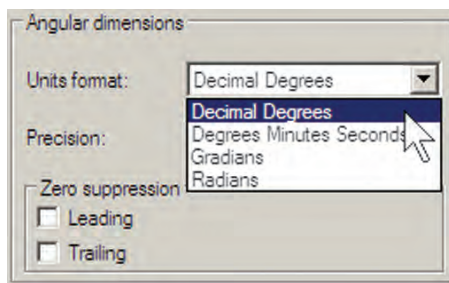 Angular dimensions
Units format: Decimal Degrees
Decimal Degrees
Degrees Minutes Seconds
Precision:
Gradians
Radians
Zero suppression
Leading
Trailing